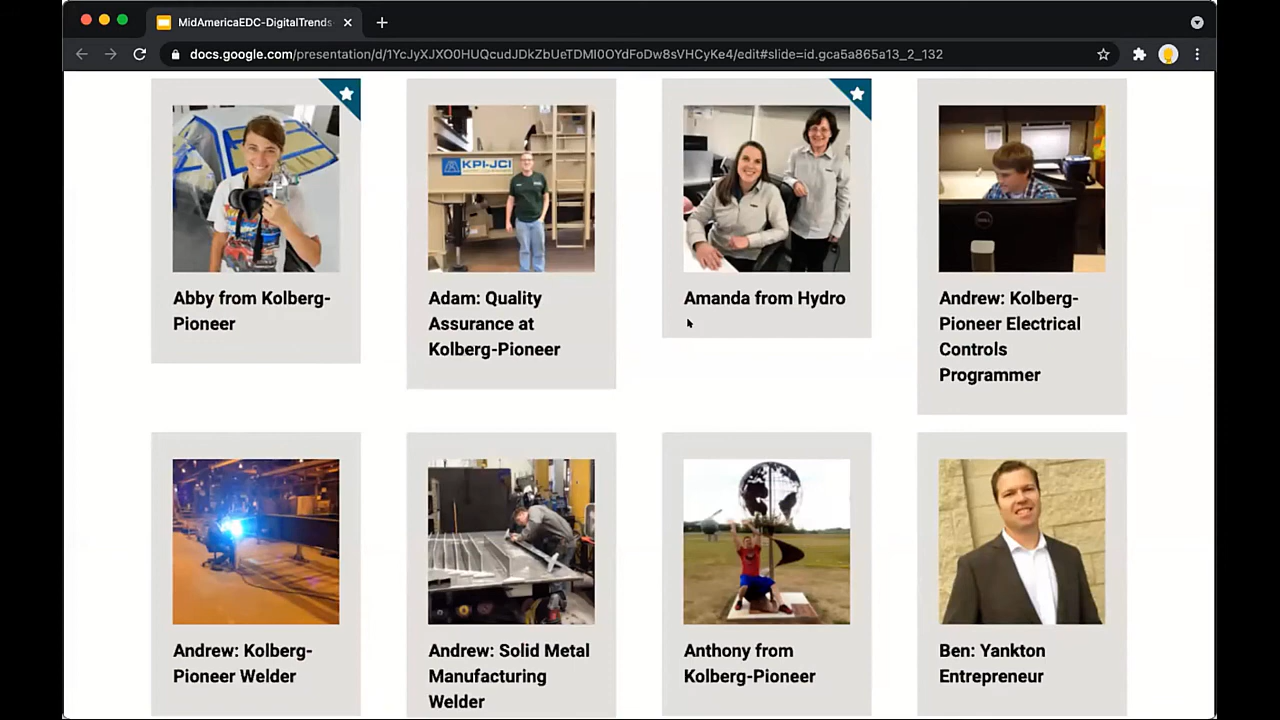 MidAmericaEDC-DigitalTrends
docs.google.com/presentation/d/1YcJyXJXO0HUQcudJDkZbUeTDMI0OYdFoDw8sVHCyKe4/edit#slide=id.gca5a865a13_2_132
KPI-JCI
DELL
Abby from Kolberg-
Pioneer
Adam: Quality
Assurance at
Kolberg-Pioneer
Amanda from Hydro
Andrew: Kolberg-
Pioneer Electrical
Controls
Programmer
Andrew: Kolberg-
Pioneer Welder
Andrew: Solid Metal
Manufacturing
Welder
Anthony from
Kolberg-Pioneer
Ben: Yankton
Entrepreneur